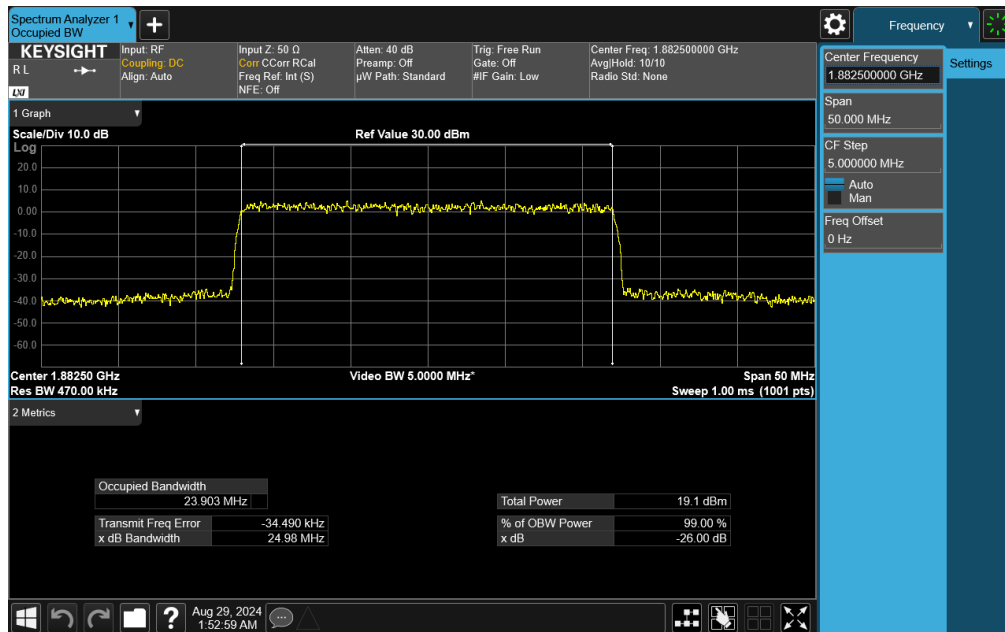 Spectrum Analyzer 1
Occupied BW
Frequency
KEYSIGHT
R L
LXI
Input: RF
Coupling: DC
Align: Auto
Input Z: 50 Ω
Corr CCorr RCal
Freq Ref: Int (S)
NFE: Off
Atten: 40 dB
Preamp: Off
µW Path: Standard
Trig: Free Run
Gate: Off
#IF Gain: Low
Center Freq: 1.882500000 GHz
Avg|Hold: 10/10
Radio Std: None
Center Frequency
1.882500000 GHz
Settings
Span
50.000 MHz
CF Step
5.000000 MHz
Auto
Man
Freq Offset
0 Hz
1 Graph
Scale/Div 10.0 dB
Ref Value 30.00 dBm
Log
20.0
10.0
0.00
-10.0
-20.0
-30.0
-40.0
-50.0
-60.0
Center 1.88250 GHz
Video BW 5.0000 MHz*
Span 50 MHz
Res BW 470.00 kHz
Sweep 1.00 ms (1001 pts)
2 Metrics
Occupied Bandwidth
23.903 MHz
Total Power 19.1 dBm
Transmit Freq Error -34.490 kHz
% of OBW Power 99.00 %
x dB Bandwidth 24.98 MHz
x dB -26.00 dB
?
Aug 29, 2024
1:52:59 AM